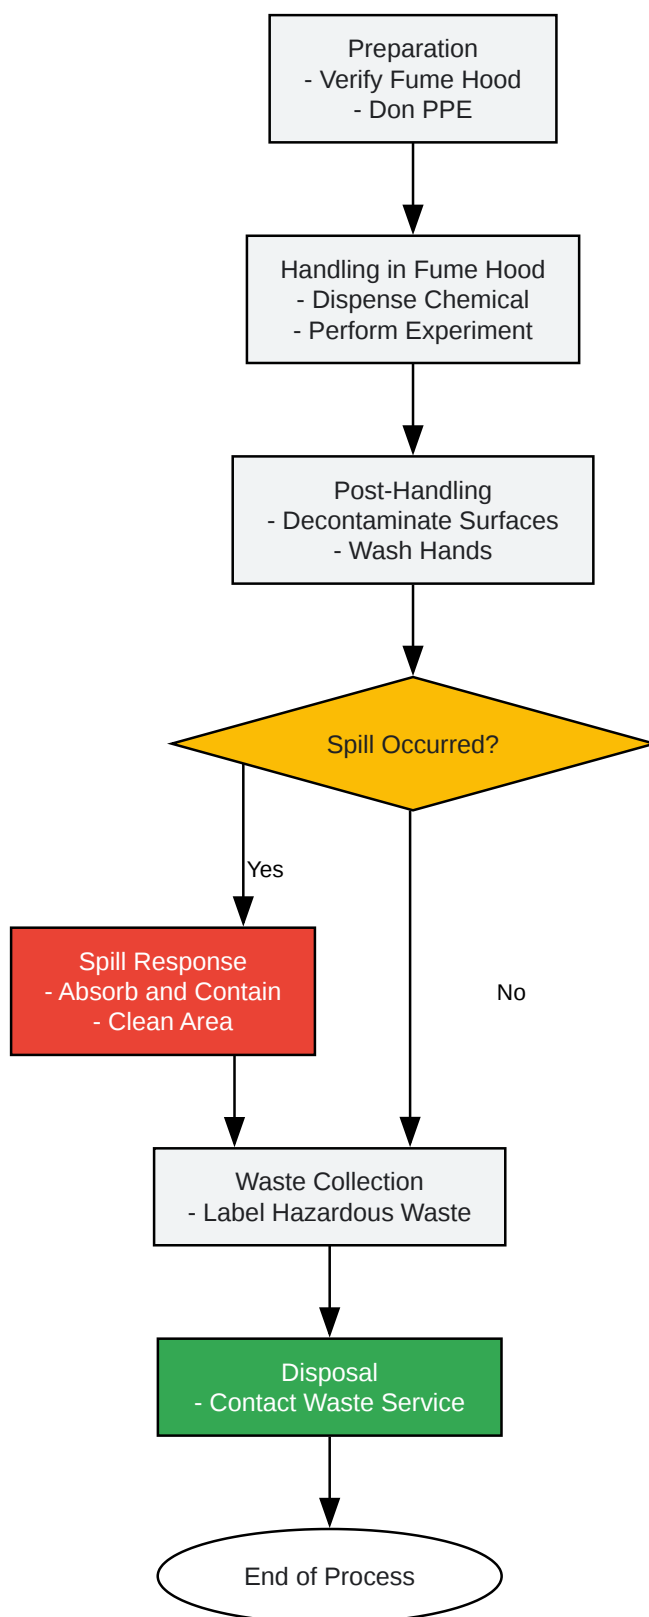 Preparation
- Verify Fume Hood
- Don PPE
Handling in Fume Hood
- Dispense Chemical
- Perform Experiment
Post-Handling
- Decontaminate Surfaces
- Wash Hands
Spill Occurred?
Yes
Spill Response
- Absorb and Contain
- Clean Area
No
Waste Collection
- Label Hazardous Waste
Disposal
- Contact Waste Service
End of Process